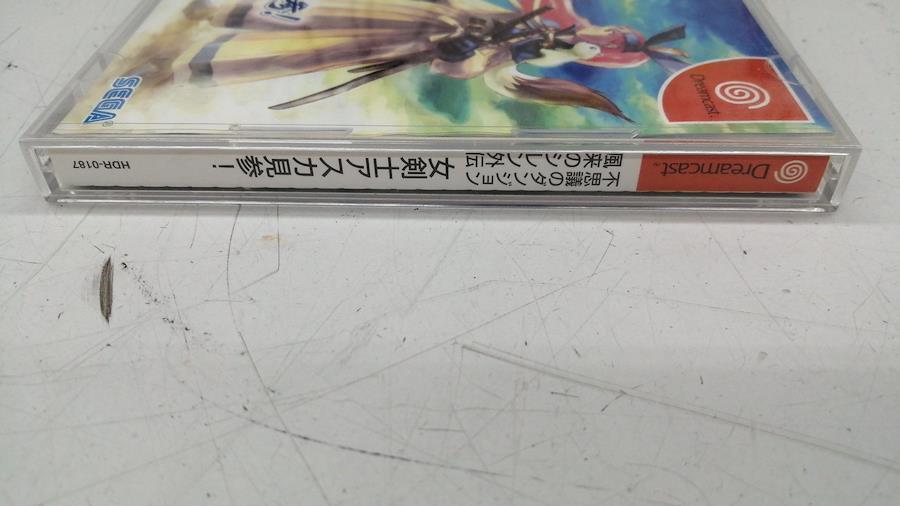 Dreamcast
不思議のダンジョン
風来のシレン外伝
女剣士アスカ見参!
HDR-0187
Dreamcast
SEGA
参!